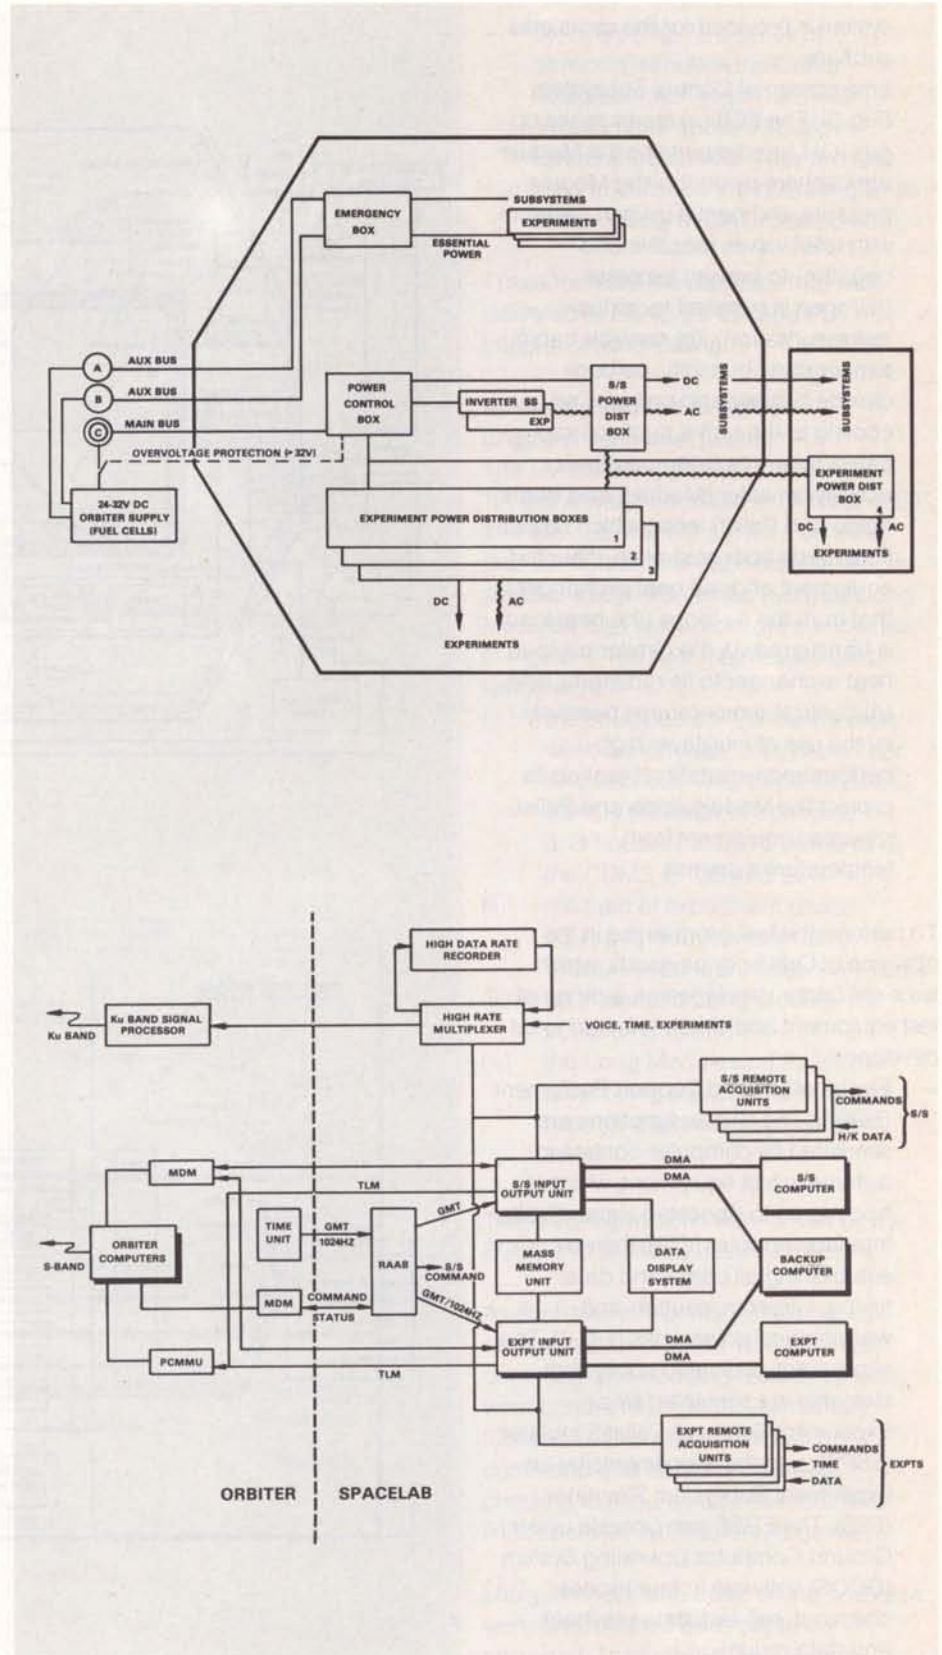 EMERGENCY
BOX
SUBSYSTEMS
EXPERIMENTS
ESSENTIAL
POWER
A
AUX BUS
B
AUX BUS
C
MAIN BUS
OVERVOLTAGE PROTECTION (> 32V)
24-32V DC
ORBITER SUPPLY
(FUEL CELLS)
POWER
CONTROL
BOX
INVERTER SS
EXP
S/S
POWER
DIST
BOX
DC
AC
SUBSYSTEMS
SUBSYSTEMS
EXPERIMENT
POWER DIST
BOX
4
DC
AC
EXPERIMENTS
EXPERIMENT POWER DISTRIBUTION BOXES
1
2
3
DC
AC
EXPERIMENTS
HIGH DATA RATE
RECORDER
Ku BAND SIGNAL
PROCESSOR
Ku BAND
HIGH RATE
MULTIPLEXER
VOICE, TIME, EXPERIMENTS
S/S REMOTE
ACQUISITION
UNITS
COMMANDS
H/K DATA
S/S
MDM
TLM
S/S INPUT
OUTPUT UNIT
DMA
DMA
S/S
COMPUTER
GMT
TIME
UNIT
GMT
1024HZ
RAAB
S/S
COMMAND
ORBITER
COMPUTERS
S-BAND
MASS
MEMORY
UNIT
DATA
DISPLAY
SYSTEM
BACKUP
COMPUTER
MDM
COMMAND
STATUS
GMT/1024HZ
EXPT INPUT
OUTPUT UNIT
DMA
DMA
EXPT
COMPUTER
PCMMU
TLM
EXPT REMOTE
ACQUISITION
UNITS
COMMANDS
TIME
DATA
EXPTS
ORBITER
SPACELAB